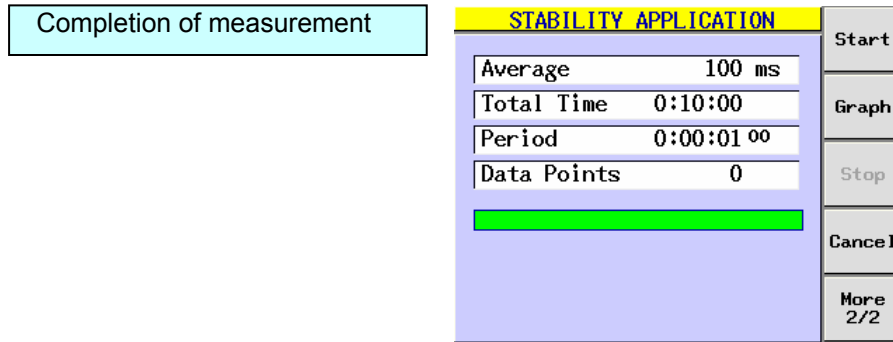 Completion of measurement
STABILITY APPLICATION
Average 100 ms
Total Time 0:10:00
Period 0:00:01 00
Data Points 0
Start
Graph
Stop
Cancel
More
2/2